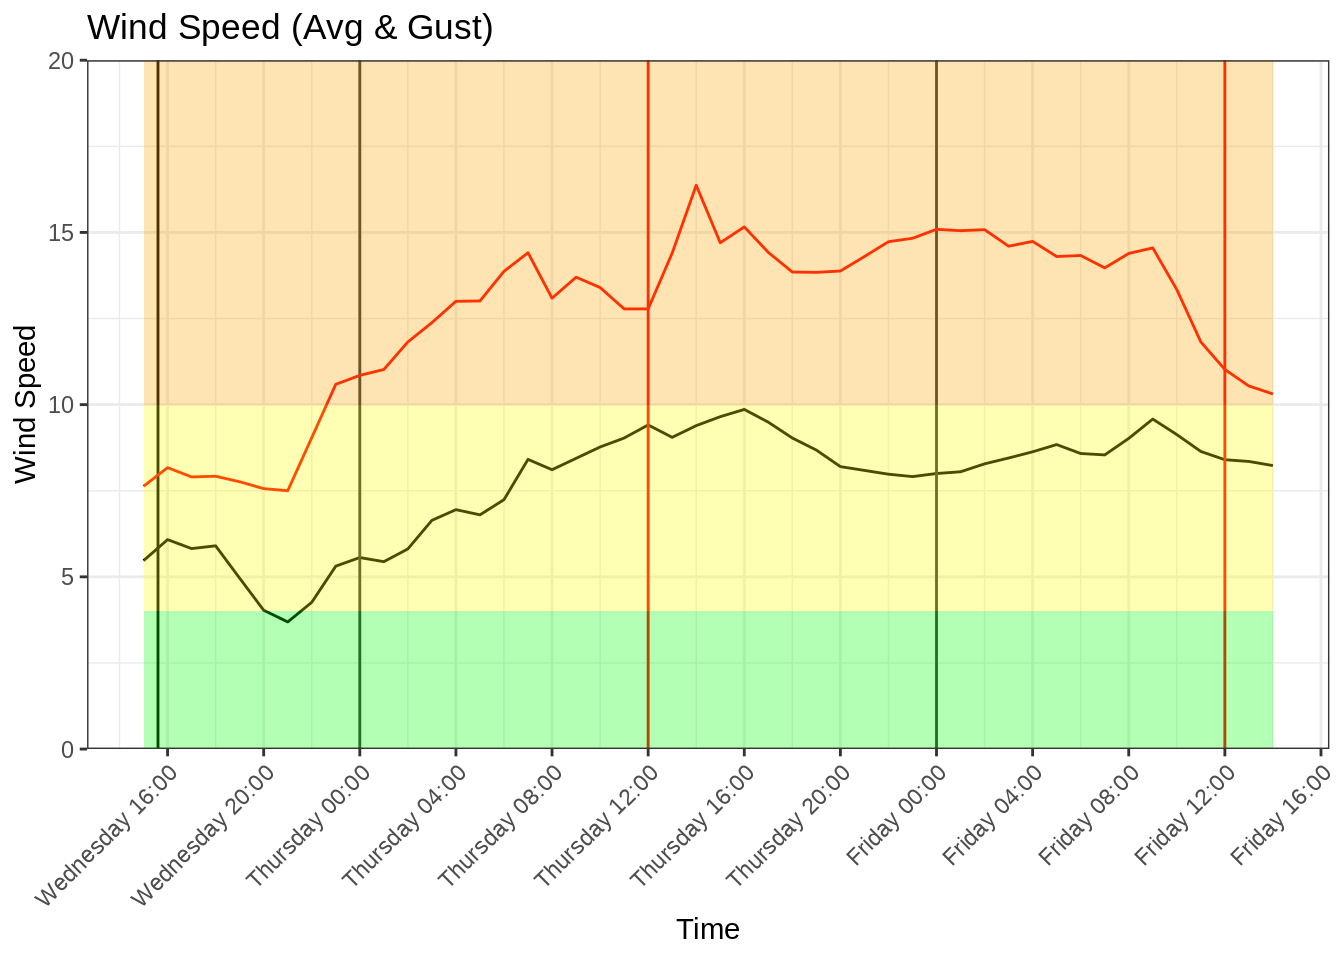 Wind Speed (Avg & Gust)
20
15
10
5
0
Wind Speed
Wednesday 16:00
Wednesday 20:00
Thursday 00:00
Thursday 04:00
Thursday 08:00
Thursday 12:00
Thursday 16:00
Thursday 20:00
Friday 00:00
Friday 04:00
Friday 08:00
Friday 12:00
Friday 16:00
Time